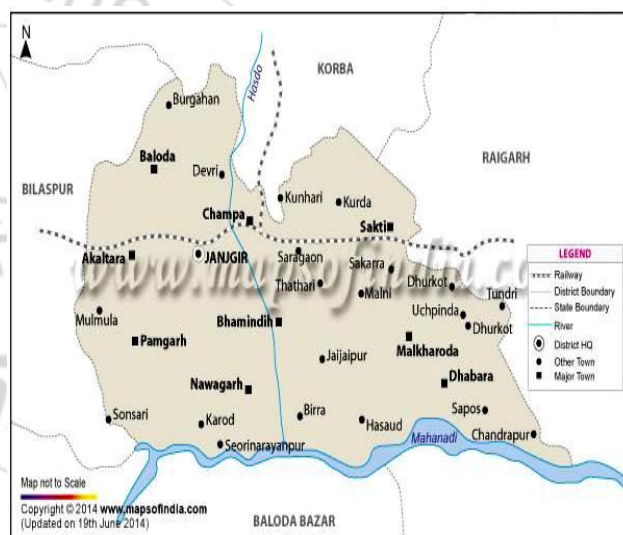 N
KORBA
Hasdo
Burgahan
RAIGARH
Baloda
Devri
BILASPUR
Kunhari
Kurda
Champa
Sakti
Akaltara
JANJGIR
Saragaon
Sakarra
www.mapsofindia.co
Thathari
Malni
Dhurkot
Tundri
Uchpinda
Dhurkot
Mulmula
Bhamindih
Pamgarh
Malkharoda
Jaijaipur
Nawagarh
Dhabara
Sonsari
Karod
Birra
Hasaud
Sapos
Seorinarayanpur
Mahanadi
Chandrapur
BALODA BAZAR
LEGEND
Railway
District Boundary
State Boundary
River
District HQ
Other Town
Major Town
Map not to Scale
Copyright © 2014 www.mapsofindia.com
(Updated on 19th June 2014)